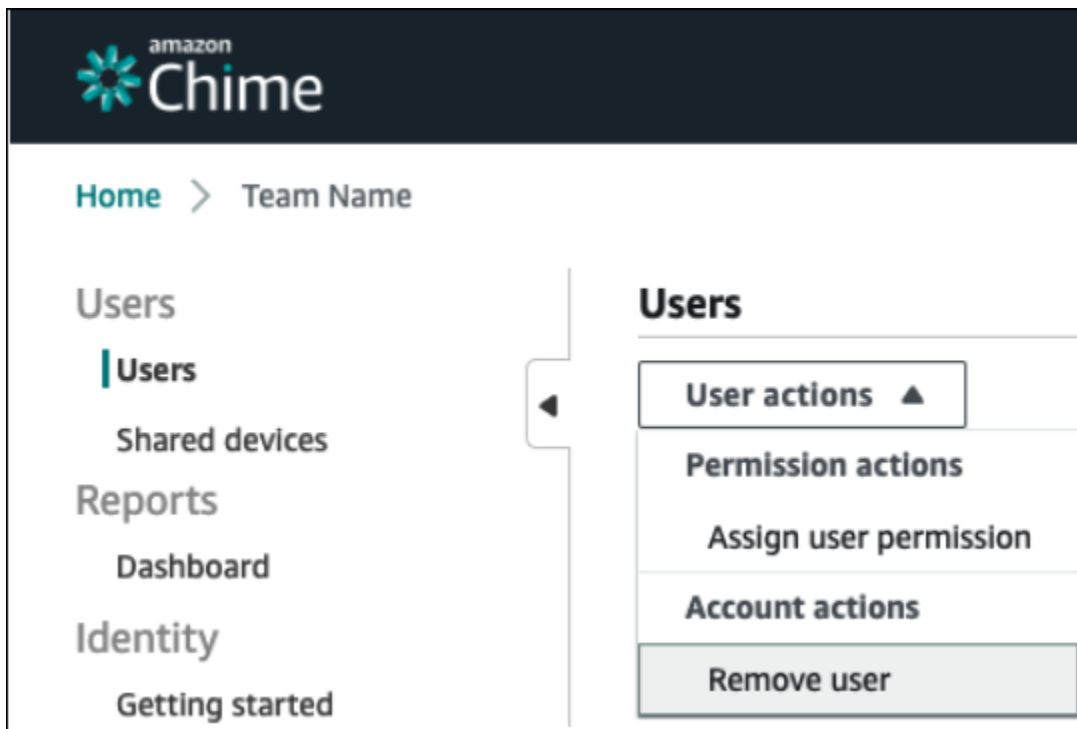 amazon
Chime
Home > Team Name
Users
Users
Shared devices
Reports
Dashboard
Identity
Getting started
Users
User actions
Permission actions
Assign user permission
Account actions
Remove user